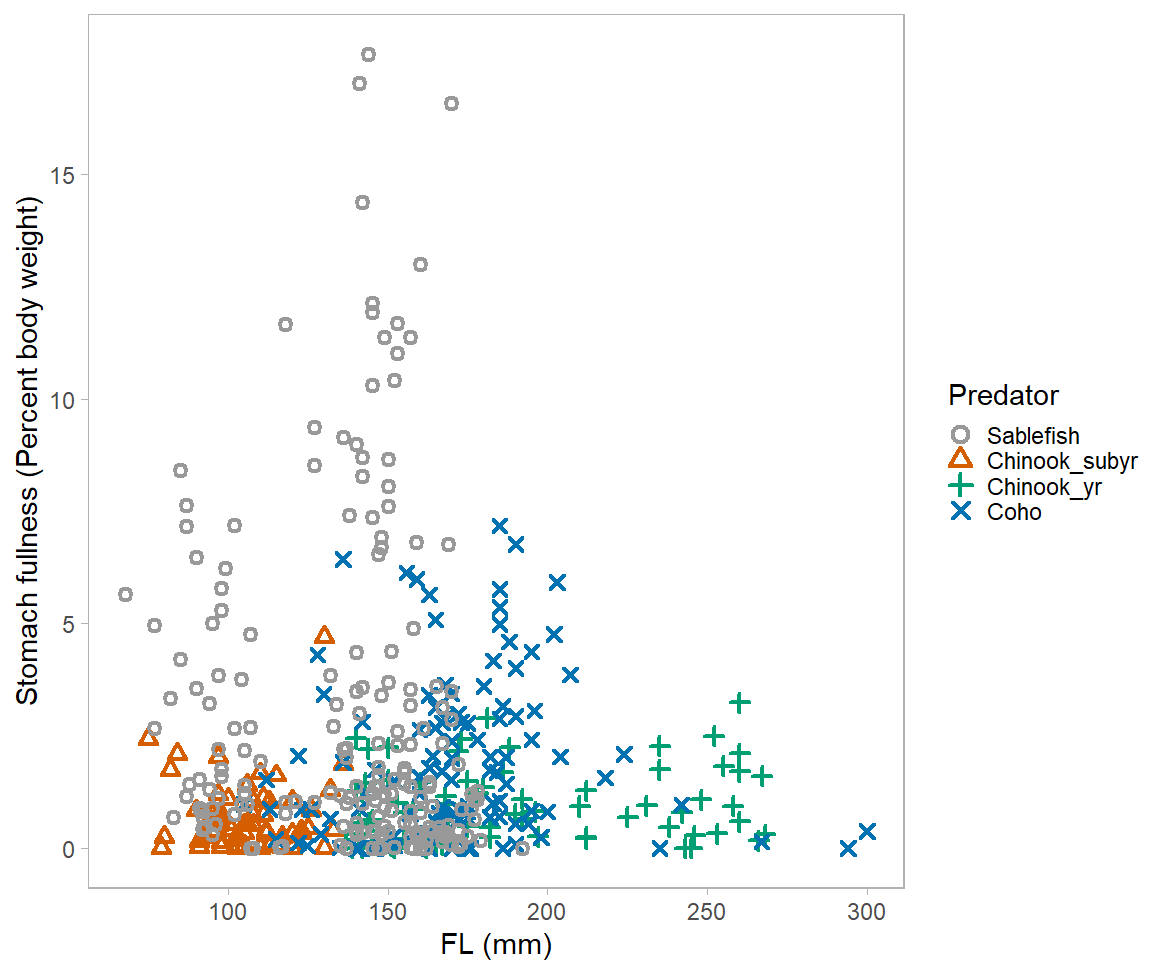 Stomach fullness (Percent body weight)
15
10
5
0
100
150
200
250
300
FL (mm)
Predator
Sablefish
Chinook_subyr
Chinook_yr
Coho